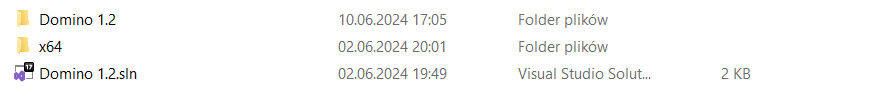 Domino 1.2 10.06.2024 17:05 Folder plików
x64 02.06.2024 20:01 Folder plików
17 Domino 1.2.sln 02.06.2024 19:49 Visual Studio Solut... 2 KB